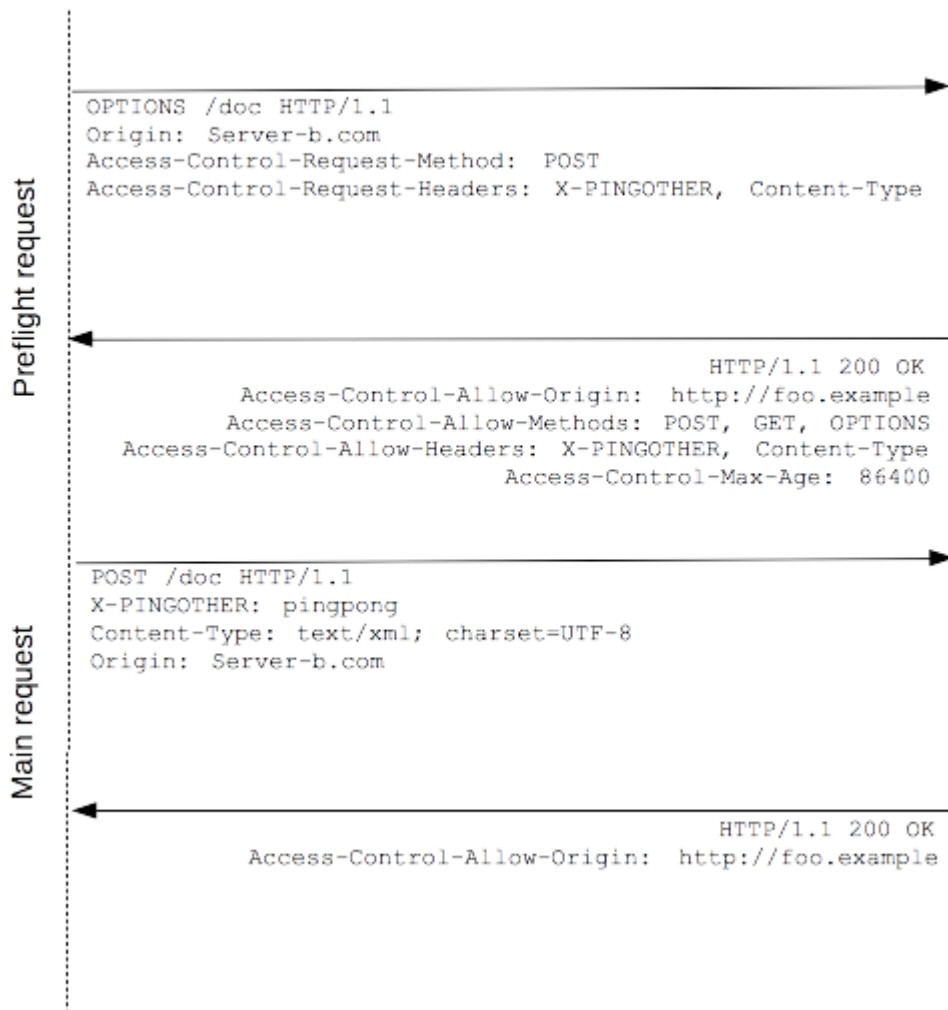 Preflight request
OPTIONS /doc HTTP/1.1
Origin: Server-b.com
Access-Control-Request-Method: POST
Access-Control-Request-Headers: X-PINGOTHER, Content-Type
HTTP/1.1 200 OK
Access-Control-Allow-Origin: http://foo.example
Access-Control-Allow-Methods: POST, GET, OPTIONS
Access-Control-Allow-Headers: X-PINGOTHER, Content-Type
Access-Control-Max-Age: 86400
Main request
POST /doc HTTP/1.1
X-PINGOTHER: pingpong
Content-Type: text/xml; charset=UTF-8
Origin: Server-b.com
HTTP/1.1 200 OK
Access-Control-Allow-Origin: http://foo.example